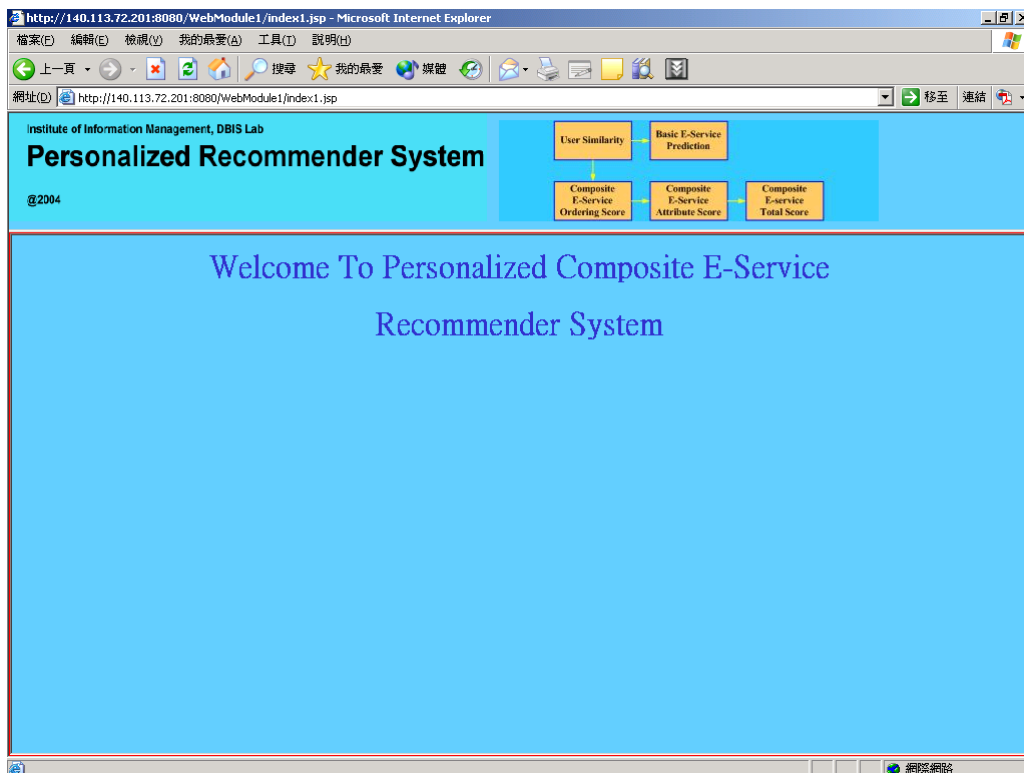 http://140.113.72.201:8080/WebModule1/index1.jsp - Microsoft Internet Explorer
檔案(F) 編輯(E) 檢視(V) 我的最愛(A) 工具(T) 說明(H)
上一頁 搜尋 我的最愛 媒體
網址(D) http://140.113.72.201:8080/WebModule1/index1.jsp 移至 連結
Institute of Information Management, DBIS Lab
Personalized Recommender System
@2004
User Similarity
Basic E-Service
Prediction
Composite
E-Service
Ordering Score
Composite
E-Service
Attribute Score
Composite
E-service
Total Score
Welcome To Personalized Composite E-Service
Recommender System
網際網路